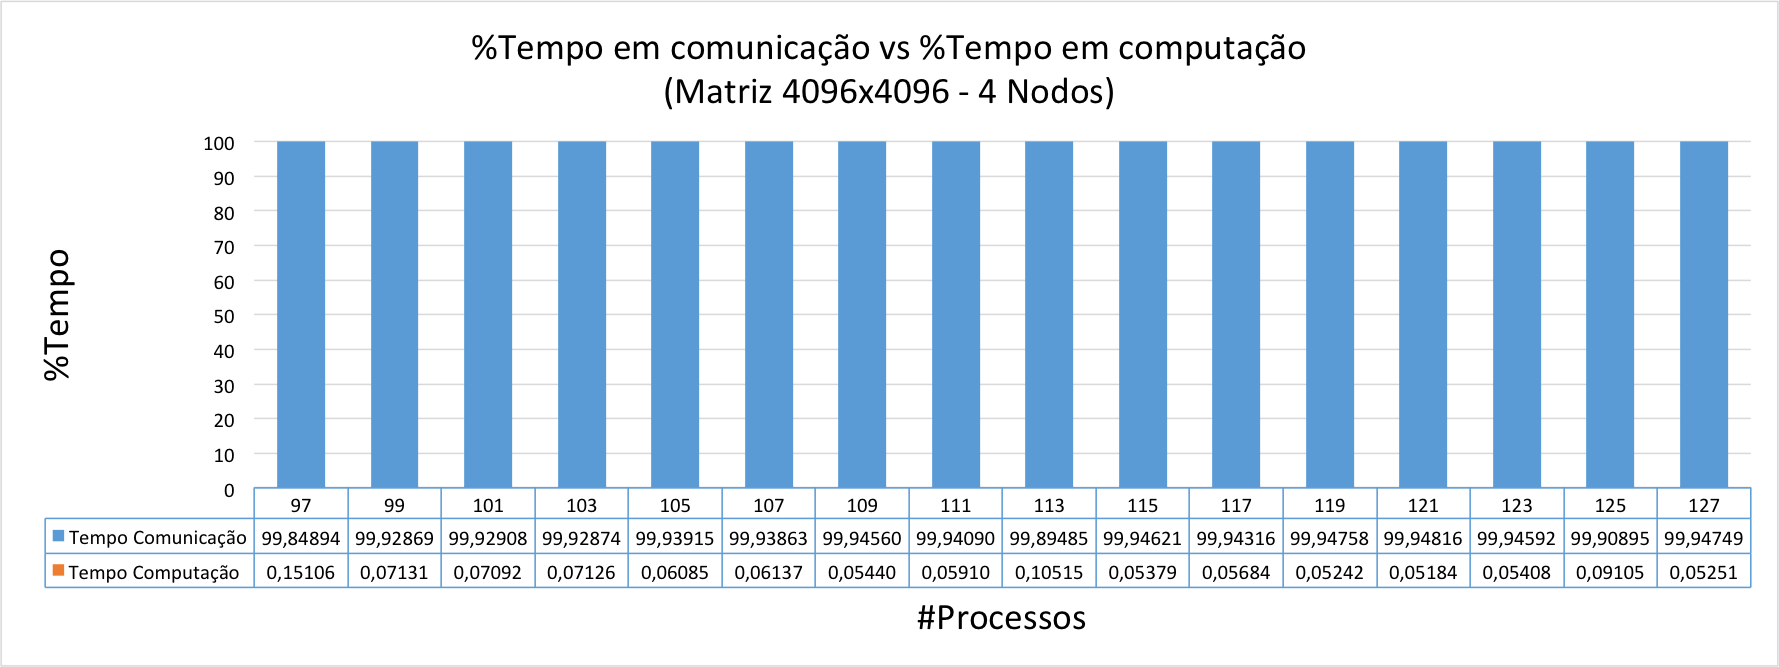 %Tempo em comunicação vs %Tempo em computação
(Matriz 4096x4096 - 4 Nodos)
%Tempo
100
90
80
70
60
50
40
30
20
10
0
97 99 101 103 105 107 109 111 113 115 117 119 121 123 125 127
Tempo Comunicação 99,84894 99,92869 99,92908 99,92874 99,93915 99,93863 99,94560 99,94090 99,89485 99,94621 99,94316 99,94758 99,94816 99,94592 99,90895 99,94749
Tempo Computação 0,15106 0,07131 0,07092 0,07126 0,06085 0,06137 0,05440 0,05910 0,10515 0,05379 0,05684 0,05242 0,05184 0,05408 0,09105 0,05251
#Processos